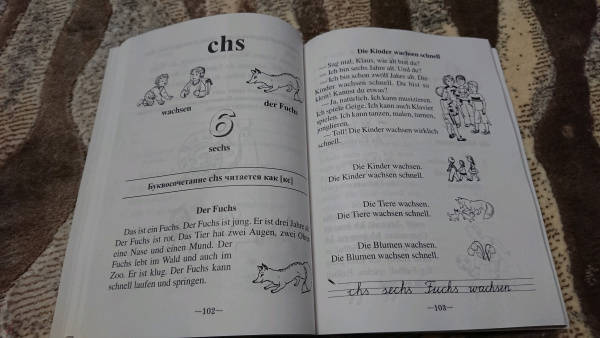 chs
wachsen
der Fuchs
6
sechs
Буквосочетание chs читается как [кс]
Der Fuchs
Das ist ein Fuchs. Der Fuchs ist jung. Er ist drei Jahre alt.
Der Fuchs ist rot. Das Tier hat zwei Augen, zwei Ohren,
eine Nase und einen Mund. Der
Fuchs lebt im Wald und auch im
Zoo. Er ist klug. Der Fuchs kann
schnell laufen und springen.
—102—
Die Kinder wachsen schnell
— Sag mal, Klaus, wie alt bist du?
— Ich bin sechs Jahre alt. Und du?
— Ich bin schon zwölf Jahre alt. Die
Kinder wachsen schnell. Du bist so
klein! Kannst du etwas?
— Ja, natürlich. Ich kann musizieren.
Ich spiele Geige. Ich kann auch Klavier
spielen. Ich kann tanzen, malen, turnen,
jonglieren.
— Toll! Die Kinder wachsen wirklich
schnell.
Die Kinder wachsen.
Die Kinder wachsen schnell.
Die Tiere wachsen.
Die Tiere wachsen schnell.
Die Blumen wachsen.
Die Blumen wachsen schnell.
chs sechs Fuchs wachsen
—103—